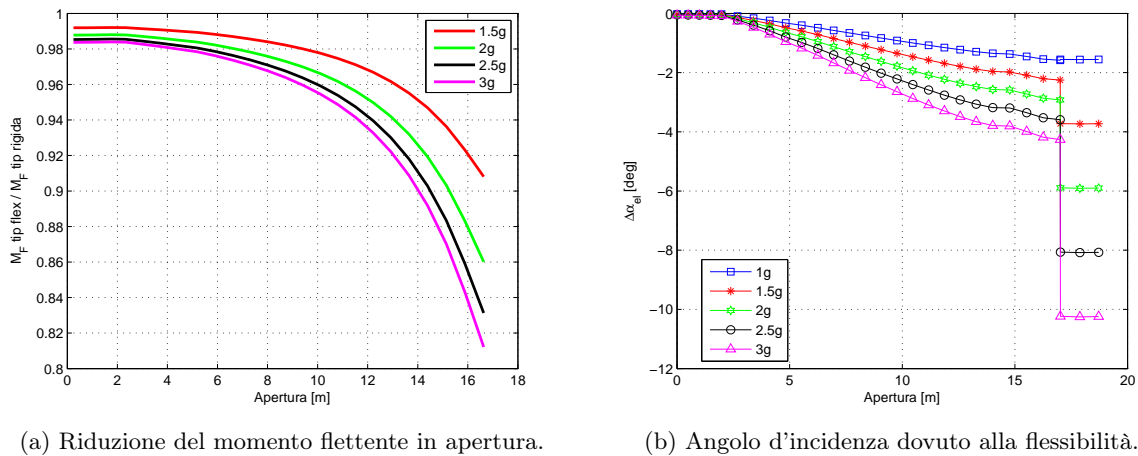 1
0.98
0.96
0.94
0.92
0.9
0.88
0.86
0.84
0.82
0.8
0 2 4 6 8 10 12 14 16 18
Apertura [m]
M_F tip flex / M_F tip rigida
1.5g
2g
2.5g
3g
(a) Riduzione del momento flettente in apertura.
0
−2
−4
−6
−8
−10
−12
0 5 10 15 20
Apertura [m]
Δα_el [deg]
1g
1.5g
2g
2.5g
3g
(b) Angolo d'incidenza dovuto alla flessibilità.